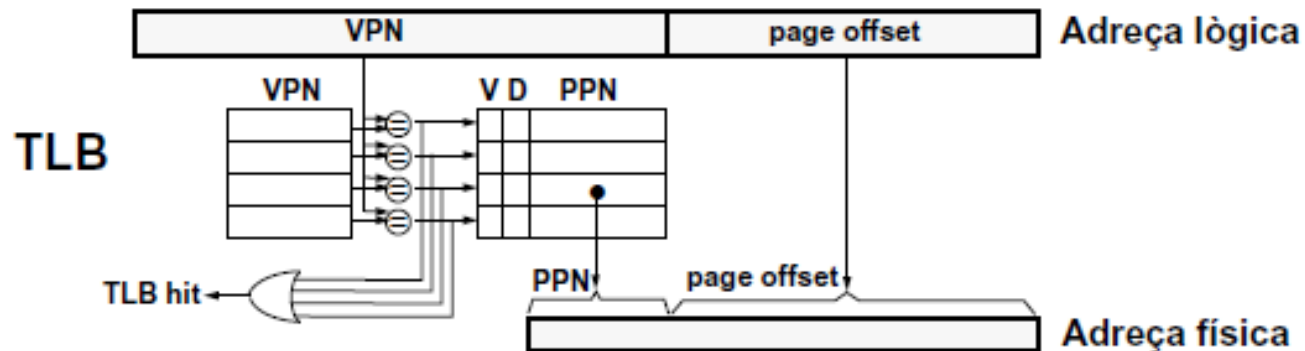 VPN page offset Adreça lògica
VPN V D PPN
TLB
TLB hit
PPN page offset
Adreça física